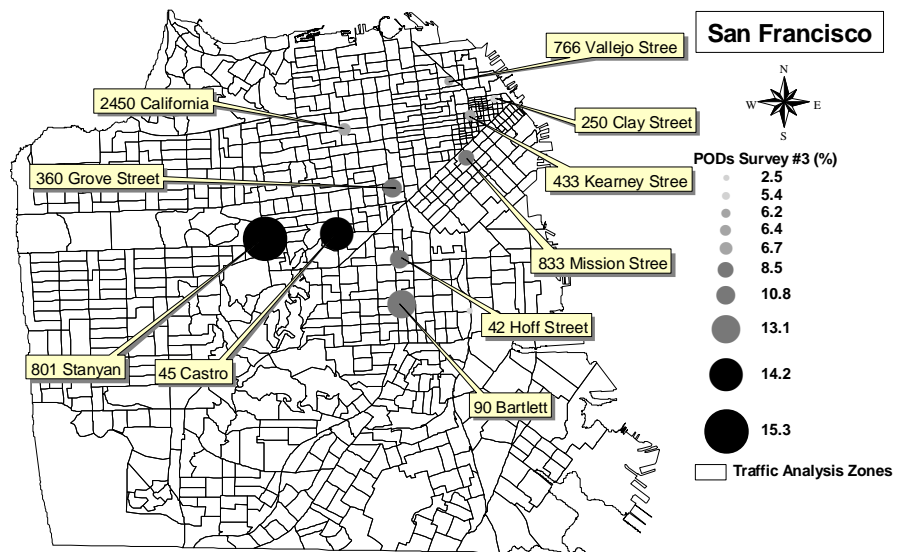 San Francisco
766 Vallejo Stree
N
W E
S
2450 California
250 Clay Street
PODs Survey #3 (%)
2.5
5.4
6.2
6.4
6.7
8.5
10.8
13.1
14.2
15.3
Traffic Analysis Zones
360 Grove Street
433 Kearney Stree
833 Mission Stree
42 Hoff Street
801 Stanyan
45 Castro
90 Bartlett